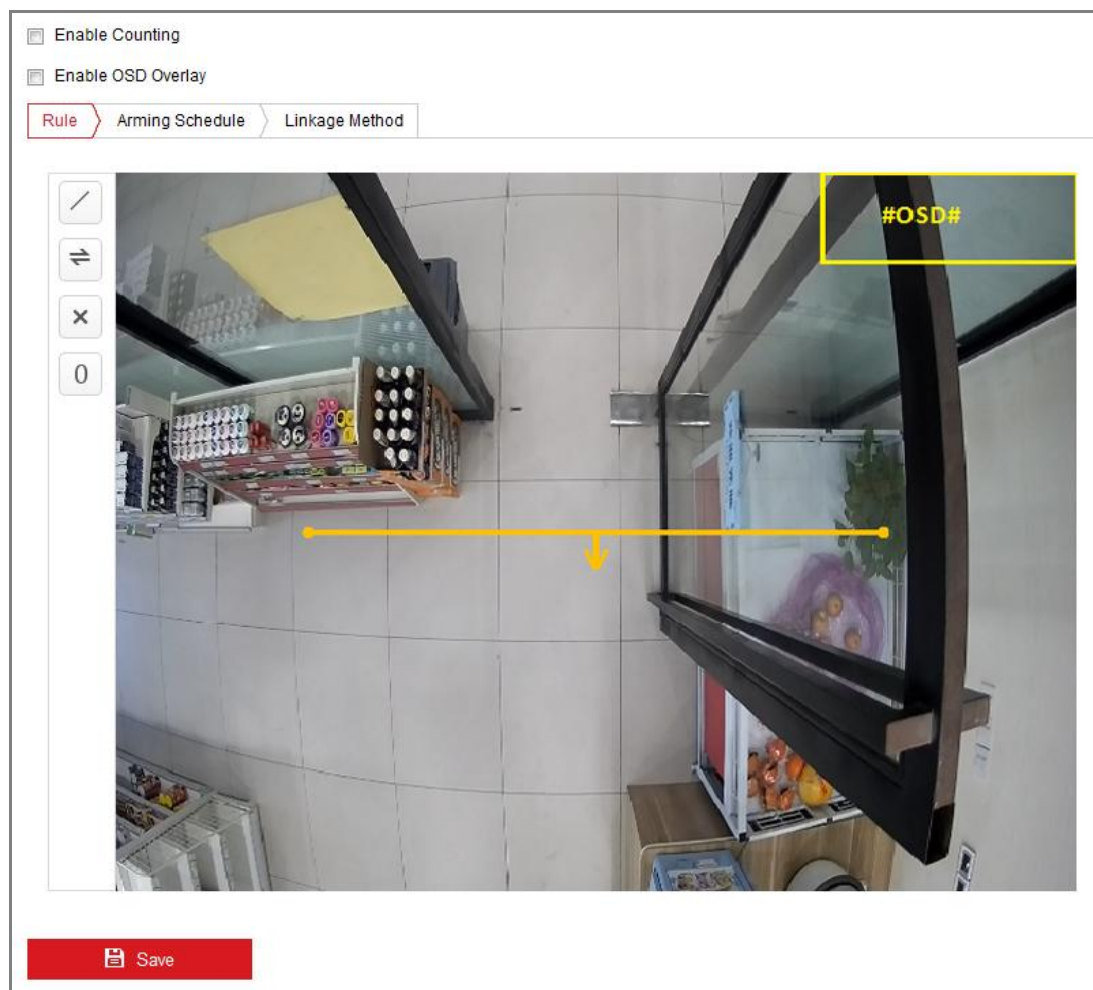 Enable Counting
Enable OSD Overlay
Rule
Arming Schedule
Linkage Method
#OSD#
0
Save